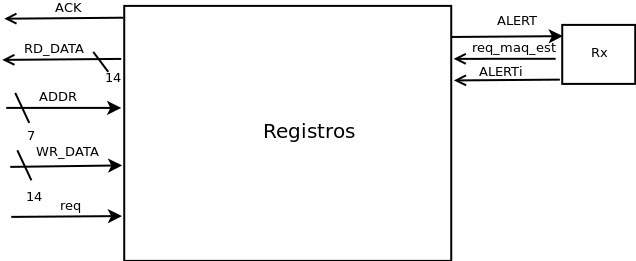 ACK
ALERT
RD_DATA
req_maq_est
Rx
14
ALERTi
ADDR
7
Registros
WR_DATA
14
req